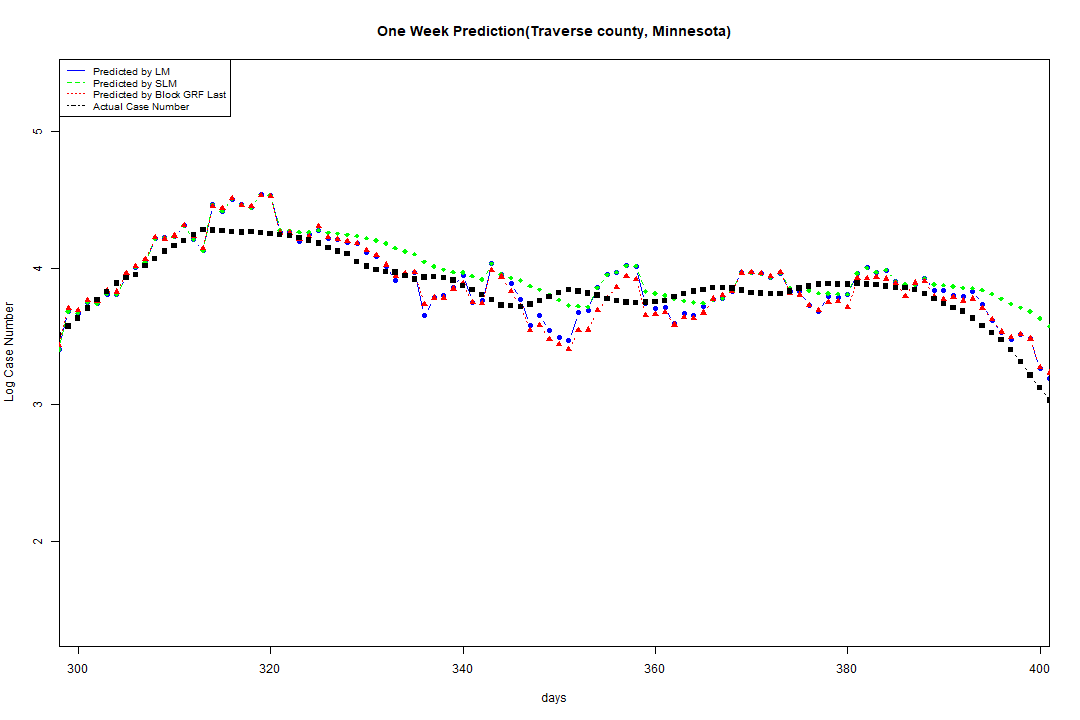 One Week Prediction(Traverse county, Minnesota)
Predicted by LM
Predicted by SLM
Predicted by Block GRF Last
Actual Case Number
5
4
3
2
Log Case Number
300 320 340 360 380 400
days